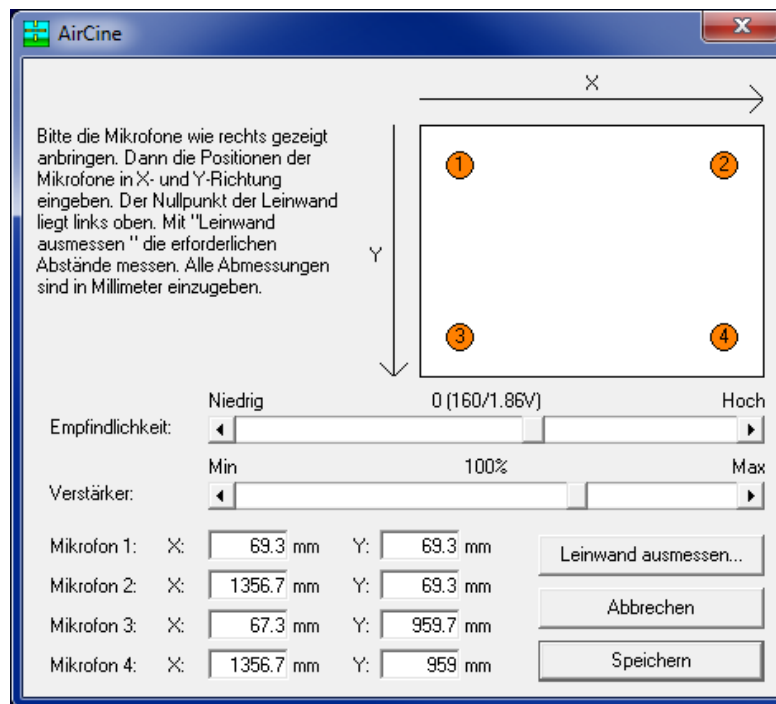 AirCine
X
Bitte die Mikrofone wie rechts gezeigt
anbringen. Dann die Positionen der
Mikrofone in X- und Y-Richtung
eingeben. Der Nullpunkt der Leinwand
liegt links oben. Mit "Leinwand
ausmessen " die erforderlichen
Abstände messen. Alle Abmessungen
sind in Millimeter einzugeben.
Y
1 2
3 4
Niedrig 0 (160/1.86V) Hoch
Empfindlichkeit:
Min 100% Max
Verstärker:
Mikrofon 1: X: 69.3 mm Y: 69.3 mm
Mikrofon 2: X: 1356.7 mm Y: 69.3 mm
Mikrofon 3: X: 67.3 mm Y: 959.7 mm
Mikrofon 4: X: 1356.7 mm Y: 959 mm
Leinwand ausmessen...
Abbrechen
Speichern